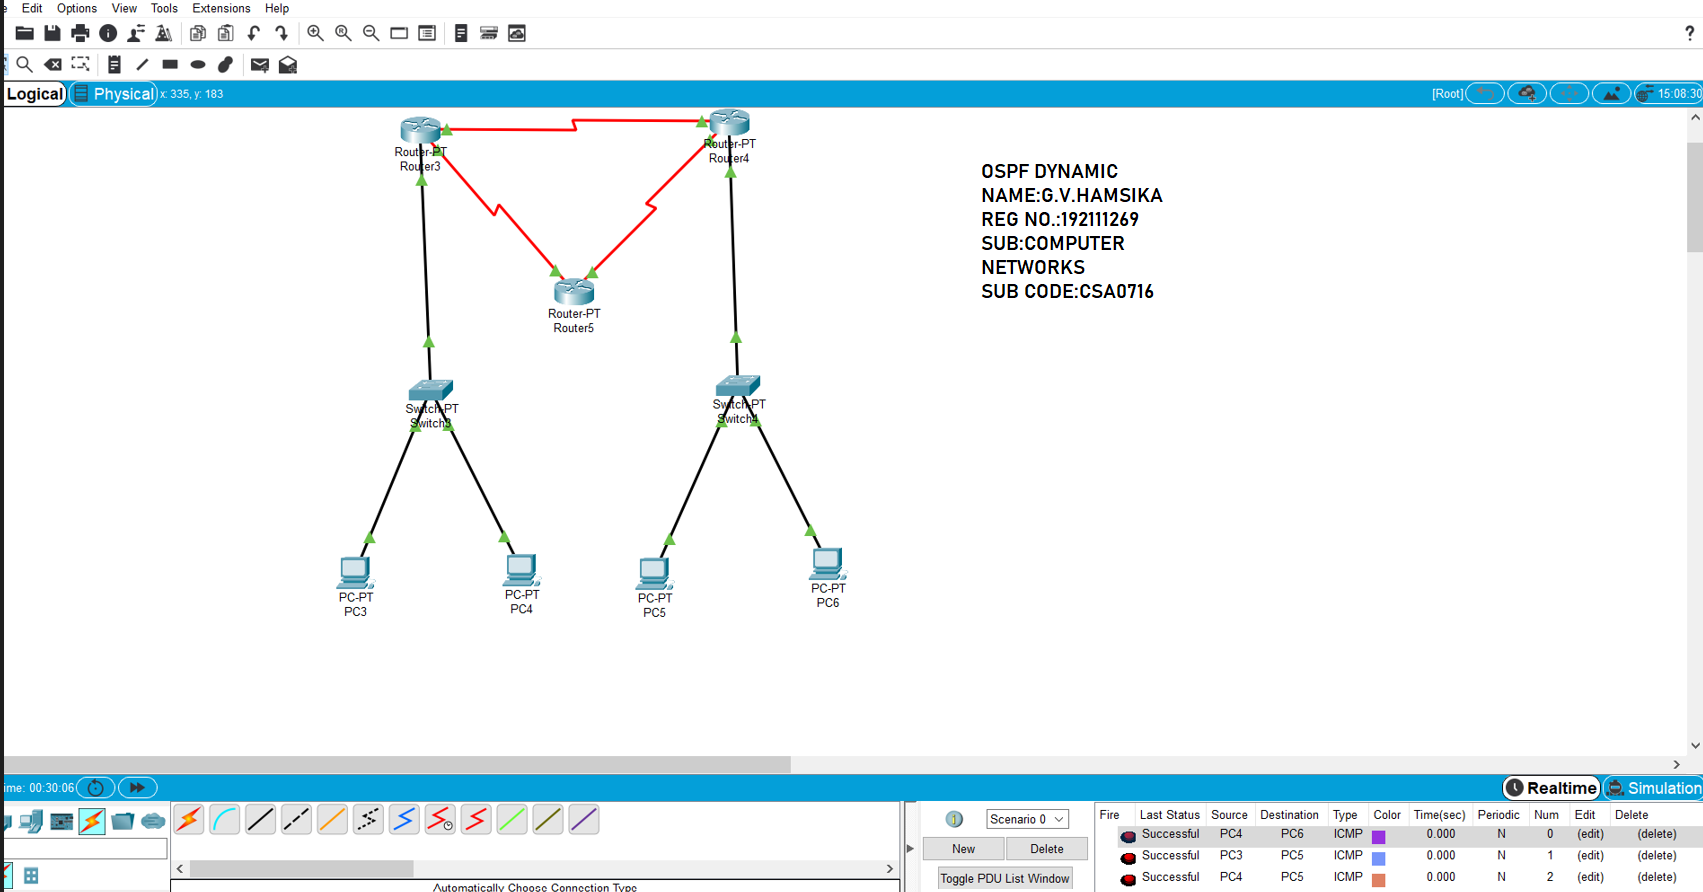 Edit Options View Tools Extensions Help
?
Logical Physical x: 335, y: 183 [Root] 15:08:30
Router-PT
Router3
Router-PT
Router4
OSPF DYNAMIC
NAME:G.V.HAMSIKA
REG NO.:192111269
SUB:COMPUTER
NETWORKS
SUB CODE:CSA0716
Router-PT
Router5
Switch-PT
Switch3
Switch-PT
Switch4
PC-PT
PC3
PC-PT
PC4
PC-PT
PC5
PC-PT
PC6
ime: 00:30:06 Realtime Simulation
Scenario 0
New Delete
Toggle PDU List Window
Fire Last Status Source Destination Type Color Time(sec) Periodic Num Edit Delete
Successful PC4 PC6 ICMP 0.000 N 0 (edit) (delete)
Successful PC3 PC5 ICMP 0.000 N 1 (edit) (delete)
Successful PC4 PC5 ICMP 0.000 N 2 (edit) (delete)
Automatically Choose Connection Type